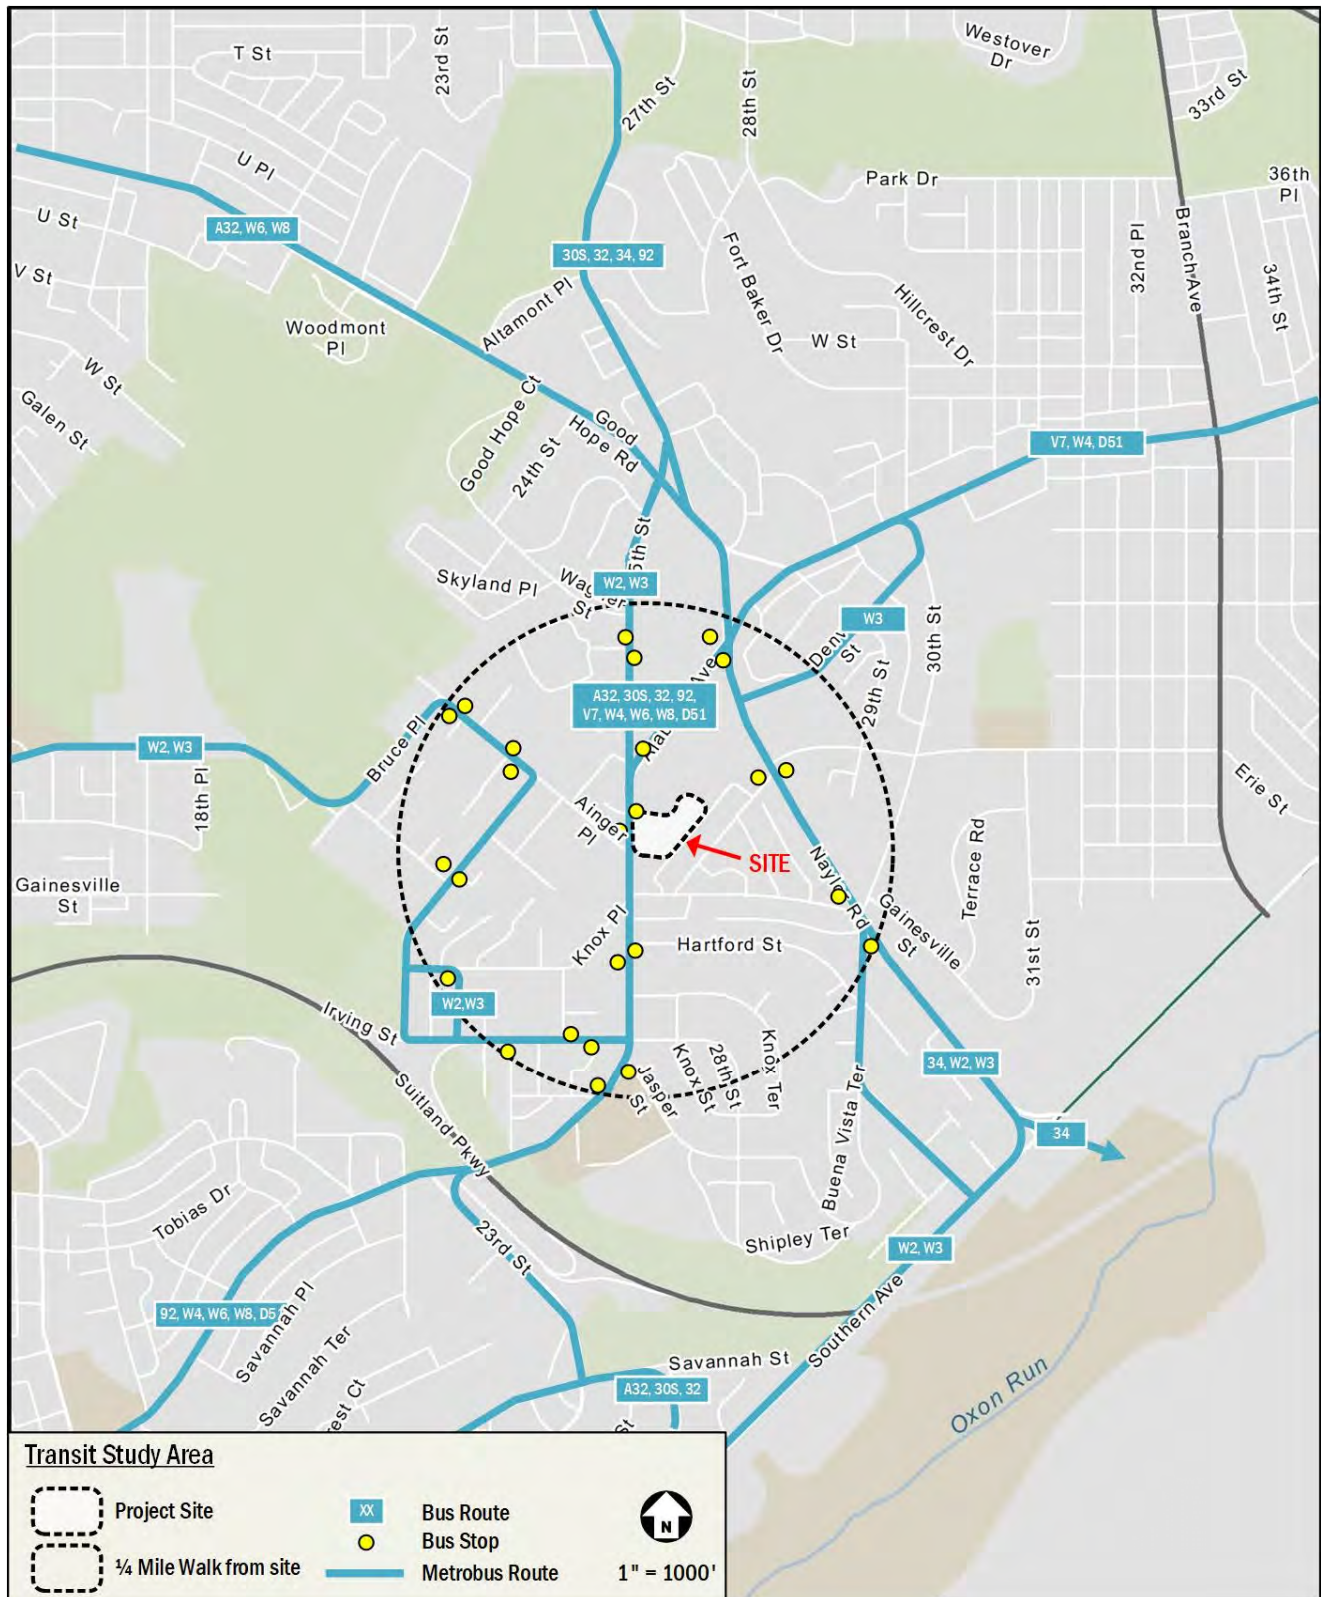 T St
23rd St
27th St
28th St
Westover
Dr
33rd St
U Pl
Park Dr
36th
Pl
U St
A32, W6, W8
30S, 32, 34, 92
Fort Baker Dr
Hillcrest Dr
32nd Pl
Branch Ave
34th St
V St
Woodmont
Pl
Altamont Pl
W St
W St
Galen St
Good Hope Ct
24th St
Good
Hope Rd
V7, W4, D51
Skyland Pl
St
W2, W3
W3
St
29th St
30th St
A32, 30S, 32, 92,
V7, W4, W6, W8, D51
Ave
Bruce Pl
W2, W3
18th Pl
Ainger
Pl
SITE
Erie St
Gainesville
St
Knox Pl
Hartford St
Naylor Rd
Gainesville
St
Terrace Rd
31st St
W2,W3
Irving St
Suitland Pkwy
Jasper
St
Knox St
28th St
Knox Ter
Buena Vista Ter
34, W2, W3
34
Tobias Dr
23rd St
Shipley Ter
W2, W3
92, W4, W6, W8,
Savannah Pl
Savannah Ter
Ct
Savannah St
A32, 30S, 32
St
Southern Ave
Oxon Run
Transit Study Area
Project Site
XX
Bus Route
N
Bus Stop
¼ Mile Walk from site
Metrobus Route
1" = 1000'